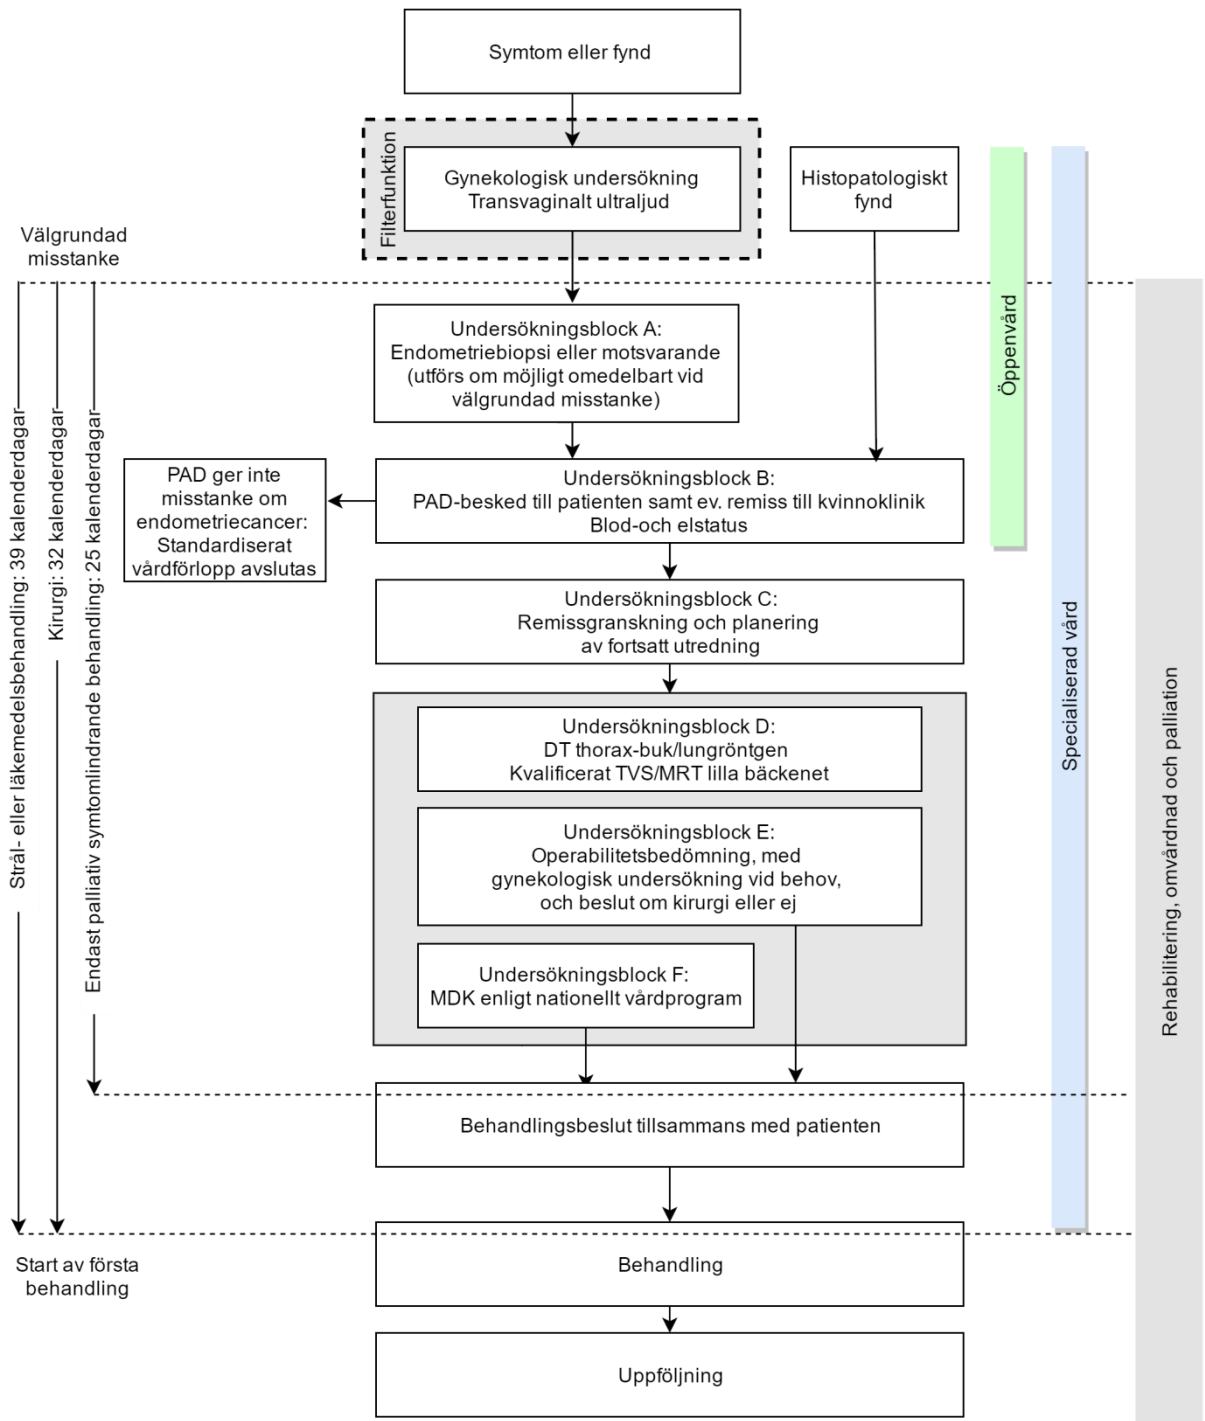 Symtom eller fynd
Filterfunktion
Gynekologisk undersökning
Transvaginalt ultraljud
Histopatologiskt
fynd
Välgrundad
misstanke
Undersökningsblock A:
Endometriebiopsi eller motsvarande
(utförs om möjligt omedelbart vid
välgrundad misstanke)
PAD ger inte
misstanke om
endometriecancer:
Standardiserat
vårdförlopp avslutas
Undersökningsblock B:
PAD-besked till patienten samt ev. remiss till kvinnoklinik
Blod-och elstatus
Undersökningsblock C:
Remissgranskning och planering
av fortsatt utredning
Undersökningsblock D:
DT thorax-buk/lungröntgen
Kvalificerat TVS/MRT lilla bäckenet
Undersökningsblock E:
Operabilitetsbedömning, med
gynekologisk undersökning vid behov,
och beslut om kirurgi eller ej
Undersökningsblock F:
MDK enligt nationellt vårdprogram
Behandlingsbeslut tillsammans med patienten
Start av första
behandling
Behandling
Uppföljning
Strål- eller läkemedelsbehandling: 39 kalenderdagar
Kirurgi: 32 kalenderdagar
Endast palliativ symtomlindrande behandling: 25 kalenderdagar
Öppenvård
Specialiserad vård
Rehabilitering, omvårdnad och palliation